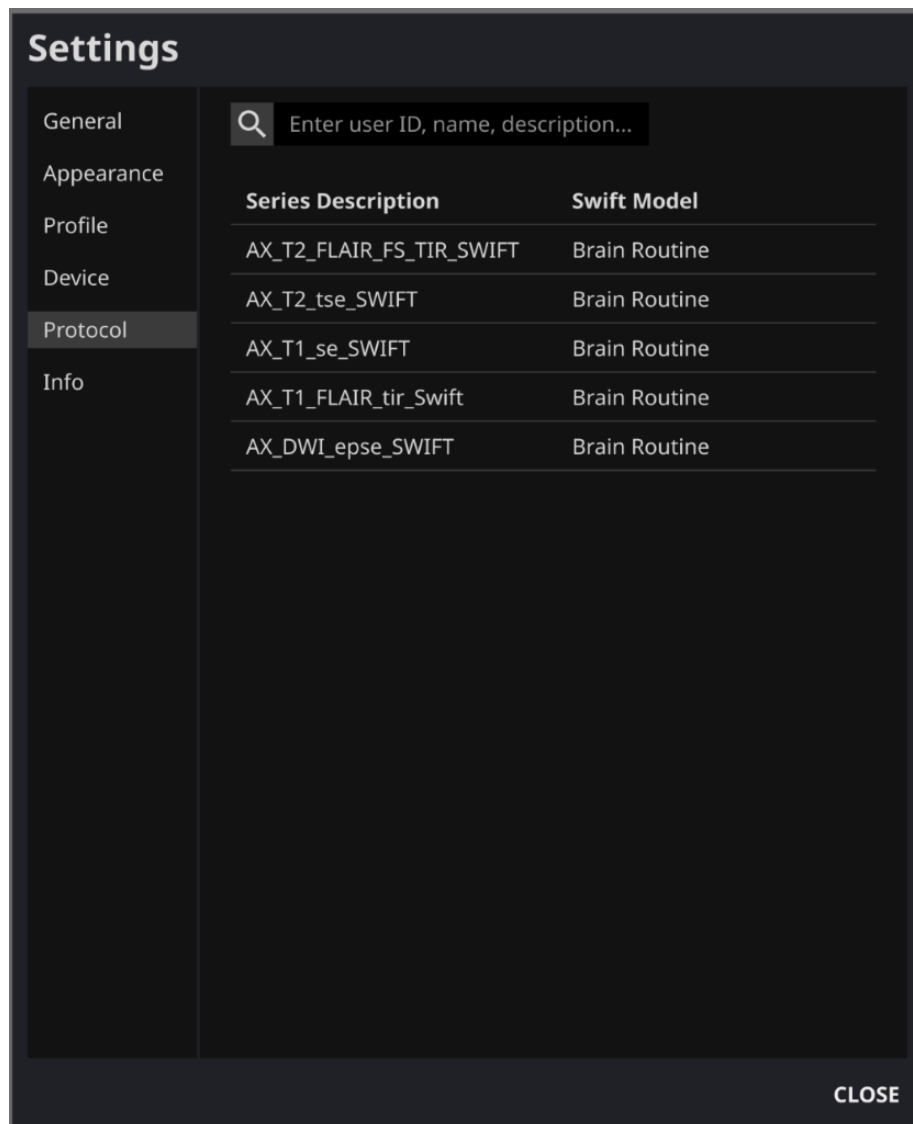 Settings
General
Appearance
Profile
Device
Protocol
Info
Enter user ID, name, description...
Series Description Swift Model
AX_T2_FLAIR_FS_TIR_SWIFT Brain Routine
AX_T2_tse_SWIFT Brain Routine
AX_T1_se_SWIFT Brain Routine
AX_T1_FLAIR_tir_Swift Brain Routine
AX_DWI_epse_SWIFT Brain Routine
CLOSE